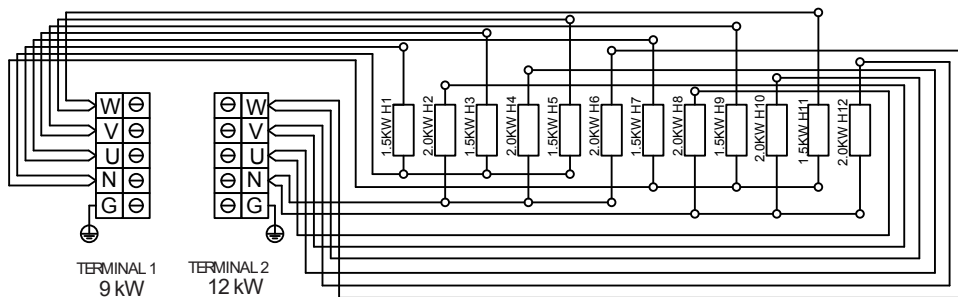 1.5KW H1
2.0KW H2
1.5KW H3
2.0KW H4
1.5KW H5
2.0KW H6
1.5KW H7
2.0KW H8
1.5KW H9
2.0KW H10
1.5KW H11
2.0KW H12
W
V
U
N
G
W
V
U
N
G
TERMINAL 1
9 kW
TERMINAL 2
12 kW